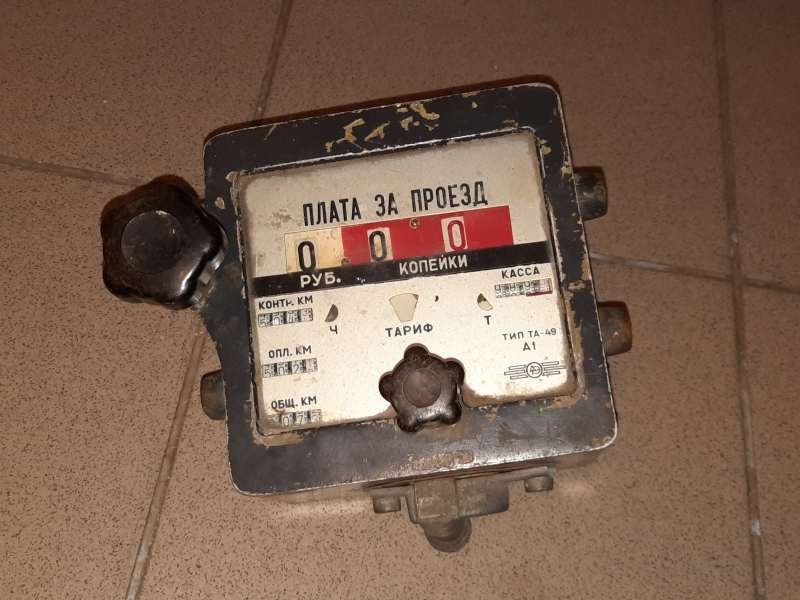 ПЛАТА ЗА ПРОЕЗД
0 0 0
РУБ. КОПЕЙКИ
КОНТР. КМ
КАССА
Ч ТАРИФ Т
ТИП ТА-49
Д1
ОПЛ. КМ
ОБЩ. КМ